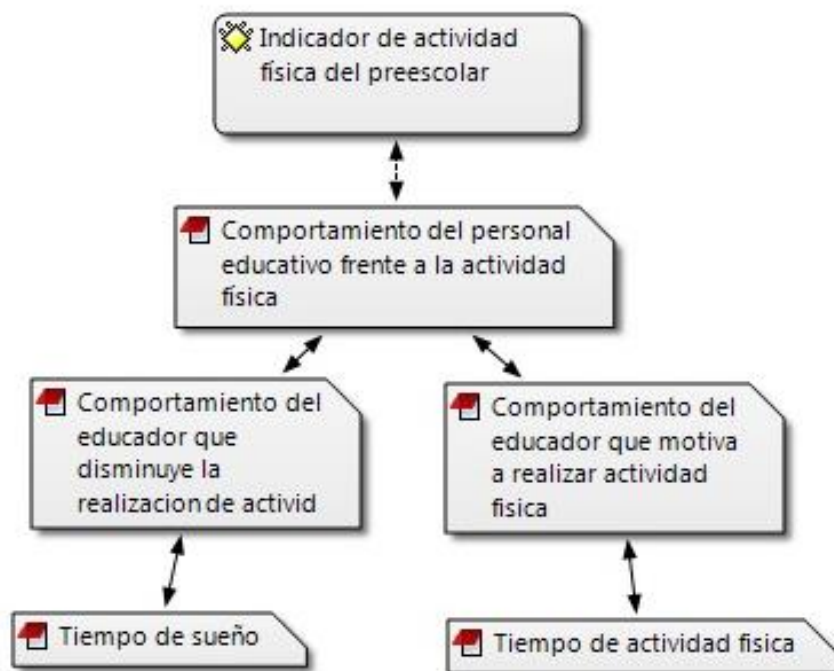 Indicador de actividad
física del preescolar
Comportamiento del personal
educativo frente a la actividad
física
Comportamiento del
educador que
disminuye la
realizacion de activid
Comportamiento del
educador que motiva
a realizar actividad
fisica
Tiempo de sueño
Tiempo de actividad fisica